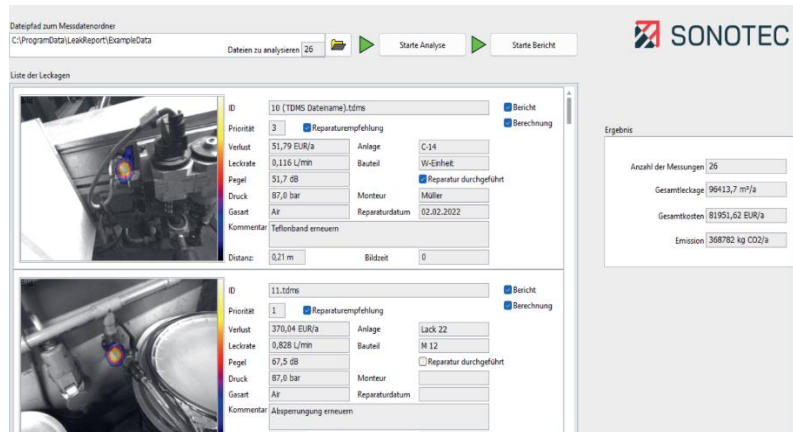 Dateipfad zum Messdatenordner
C:\ProgramData\LeakReport\ExampleData
Dateien zu analysieren 26
Starte Analyse
Starte Bericht
SONOTEC
Liste der Leckagen
ID 10 (TDMS Dateiname).tdms Bericht
Priorität 3 Reparaturempfehlung Berechnung
Verlust 51,79 EUR/a Anlage C-14
Leckrate 0,116 L/min Bauteil W-Einheit
Pegel 51,7 dB Reparatur durchgeführt
Druck 87,0 bar Monteur Müller
Gasart Air Reparaturdatum 02.02.2022
Kommentar Teflonband erneuern
Distanz: 0,21 m Bildzeit 0
ID 11.tdms Bericht
Priorität 1 Reparaturempfehlung Berechnung
Verlust 370,04 EUR/a Anlage Lack 22
Leckrate 0,828 L/min Bauteil M 12
Pegel 67,5 dB Reparatur durchgeführt
Druck 87,0 bar Monteur
Gasart Air Reparaturdatum
Kommentar Absperrungung erneuern
Ergebnis
Anzahl der Messungen 26
Gesamtleckage 96413,7 m³/a
Gesamtkosten 81951,62 EUR/a
Emission 368782 kg CO2/a